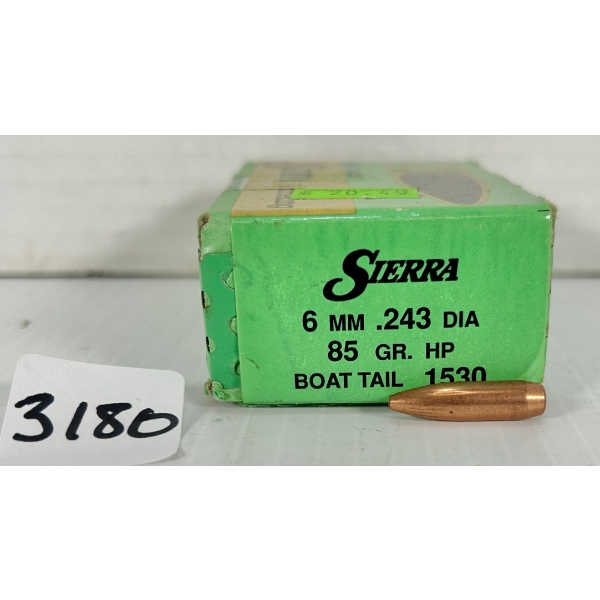 SIERRA
6 MM .243 DIA
85 GR. HP
BOAT TAIL 1530
3180